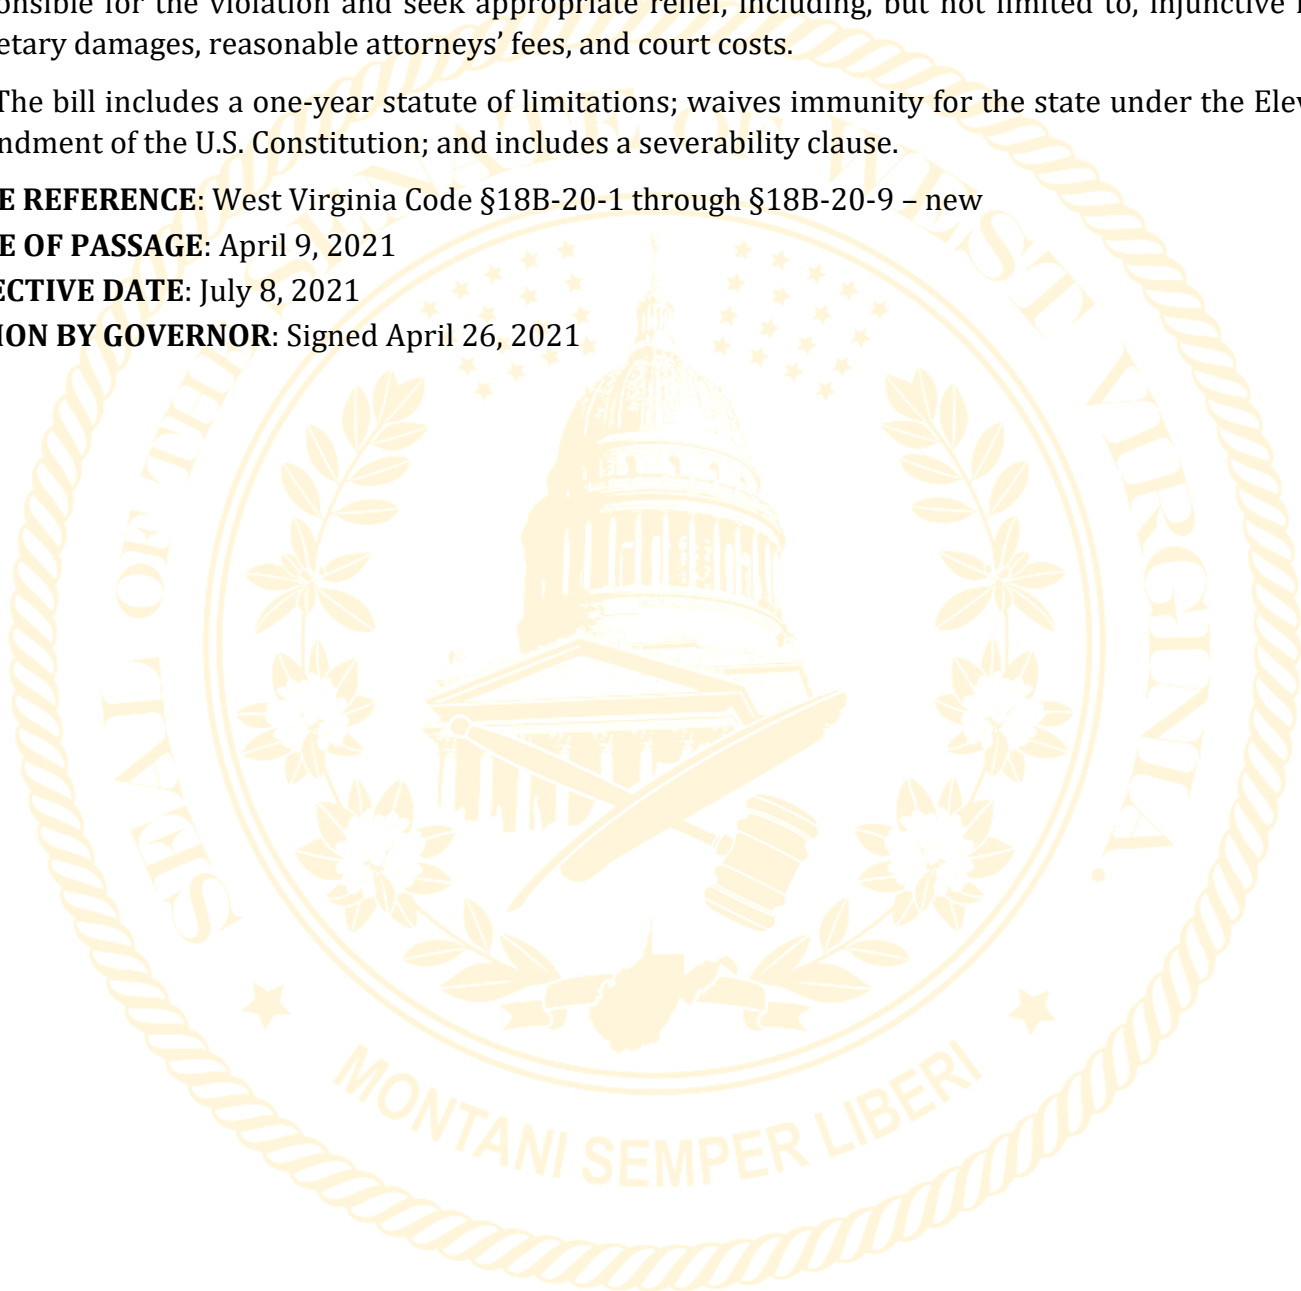 onsible for the violation and seek appropriate relief, including, but not limited to, injunctive
etary damages, reasonable attorneys’ fees, and court costs.
The bill includes a one-year statute of limitations; waives immunity for the state under the Elev
ndment of the U.S. Constitution; and includes a severability clause.
E REFERENCE: West Virginia Code §18B-20-1 through §18B-20-9 – new
E OF PASSAGE: April 9, 2021
ECTIVE DATE: July 8, 2021
ION BY GOVERNOR: Signed April 26, 2021
SEAL OF THE SENATE OF WEST VIRGINIA •
MONTANI SEMPER LIBERI